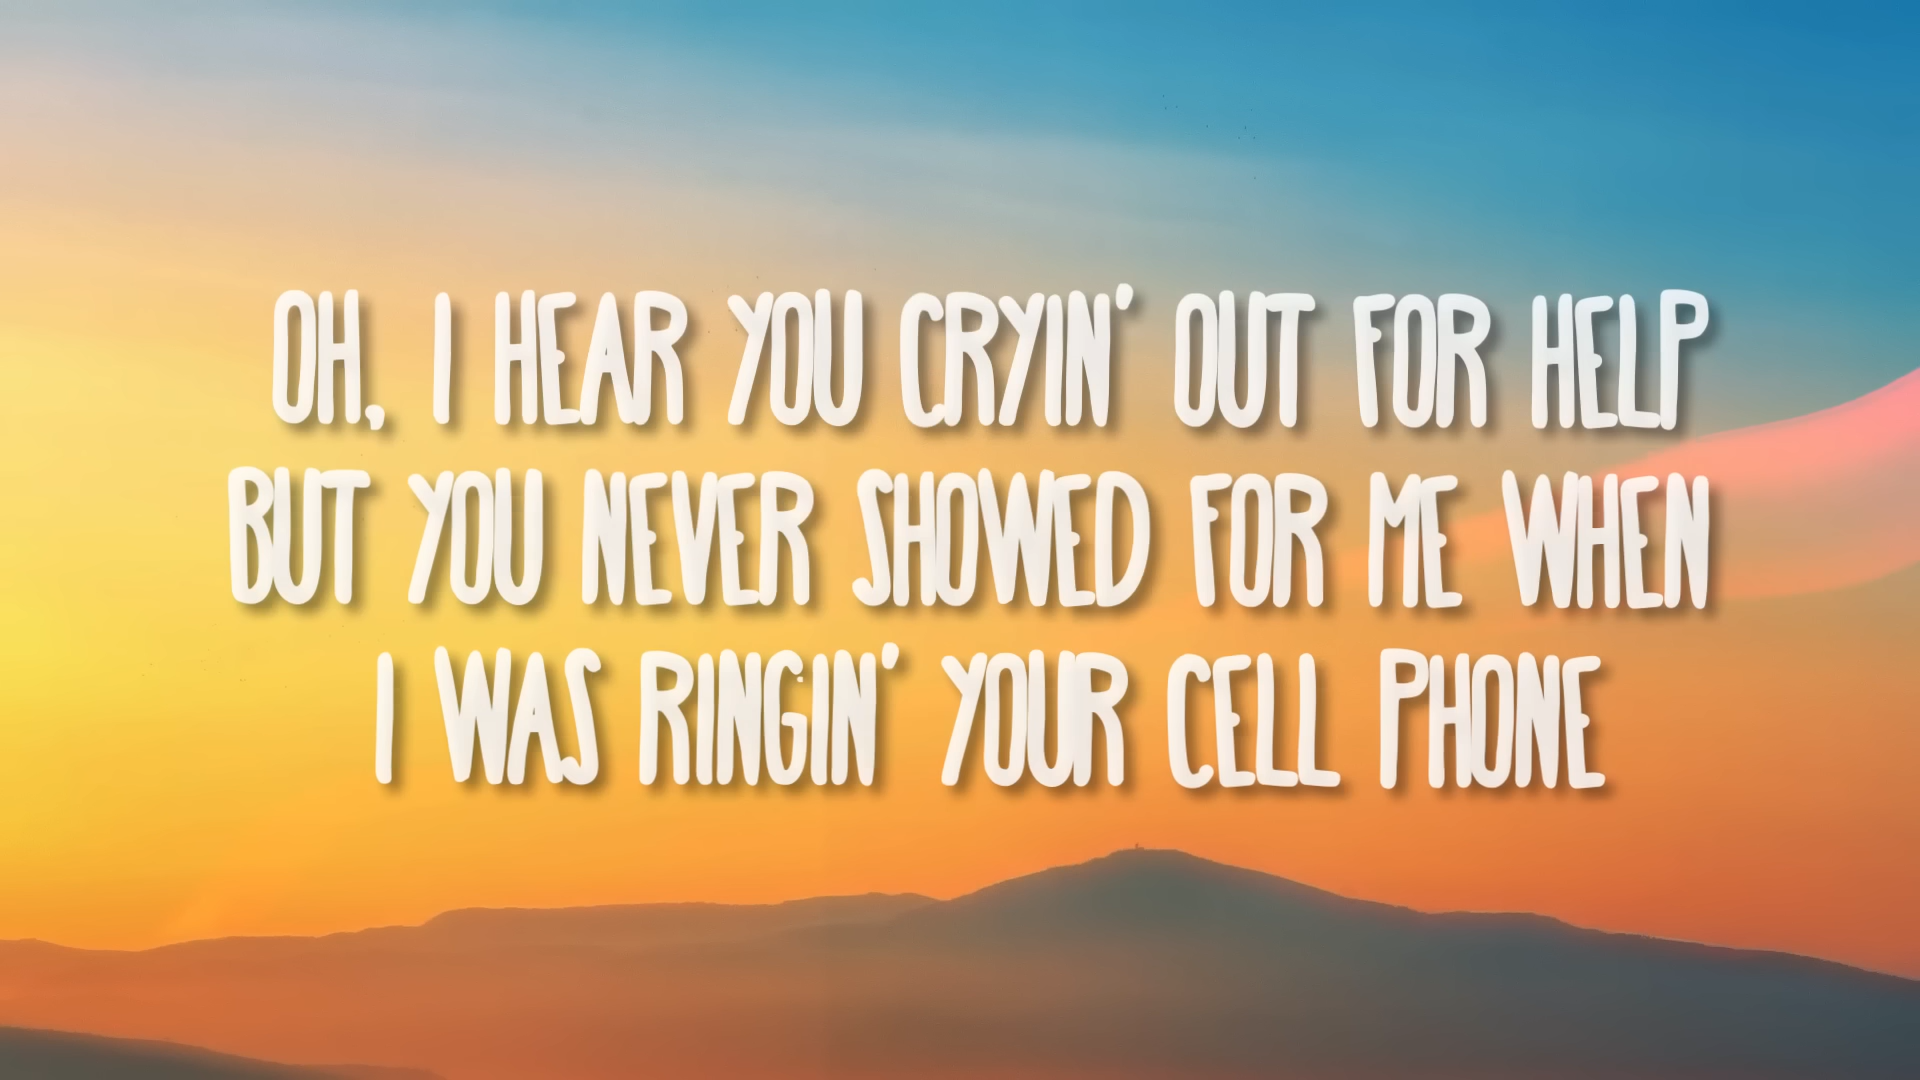 OH, I HEAR YOU CRYIN' OUT FOR HELP
BUT YOU NEVER SHOWED FOR ME WHEN
I WAS RINGIN' YOUR CELL PHONE